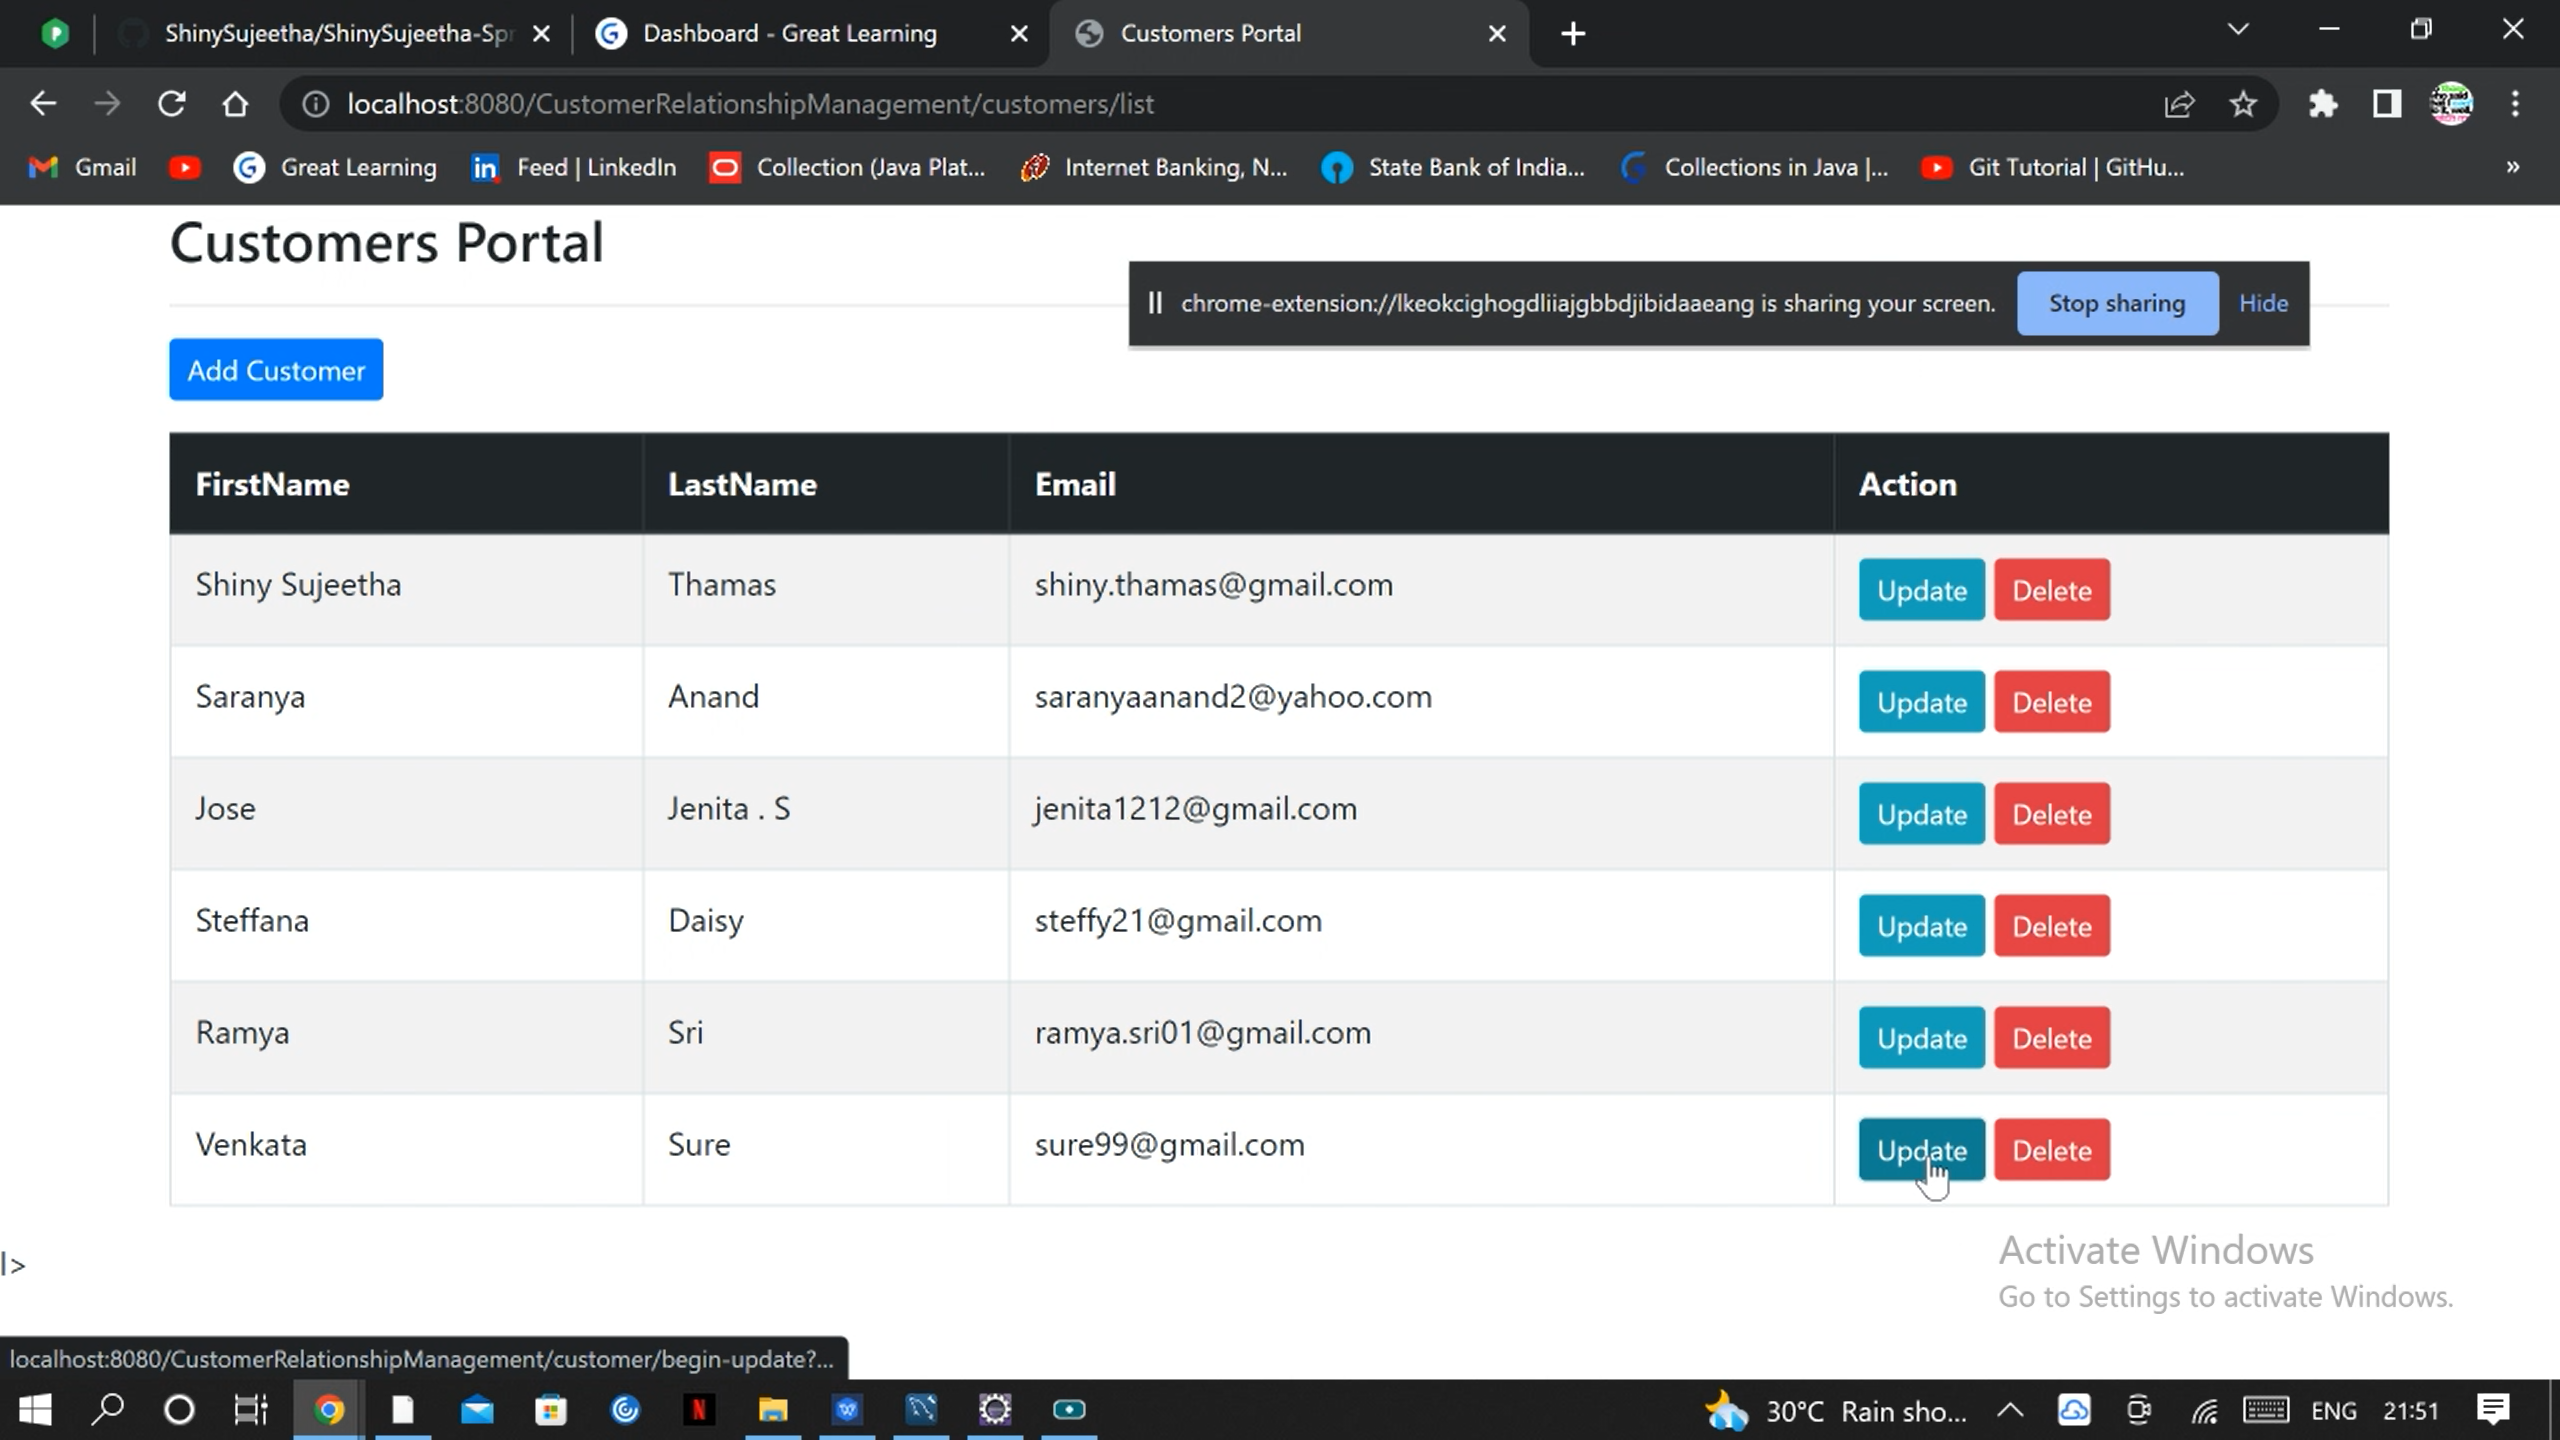 ShinySujeetha/ShinySujeetha-Spr
Dashboard - Great Learning
Customers Portal
localhost:8080/CustomerRelationshipManagement/customers/list
Gmail
Great Learning
Feed | LinkedIn
Collection (Java Plat...
Internet Banking, N...
State Bank of India...
Collections in Java |...
Git Tutorial | GitHu...
»
Customers Portal
chrome-extension://lkeokcighogdliiajgbbdjibidaaeang is sharing your screen. Stop sharing Hide
Add Customer
FirstName LastName Email Action
Shiny Sujeetha Thamas shiny.thamas@gmail.com Update Delete
Saranya Anand saranyaanand2@yahoo.com Update Delete
Jose Jenita . S jenita1212@gmail.com Update Delete
Steffana Daisy steffy21@gmail.com Update Delete
Ramya Sri ramya.sri01@gmail.com Update Delete
Venkata Sure sure99@gmail.com Update Delete
l>
Activate Windows
Go to Settings to activate Windows.
localhost:8080/CustomerRelationshipManagement/customer/begin-update?...
30°C Rain sho... ENG 21:51